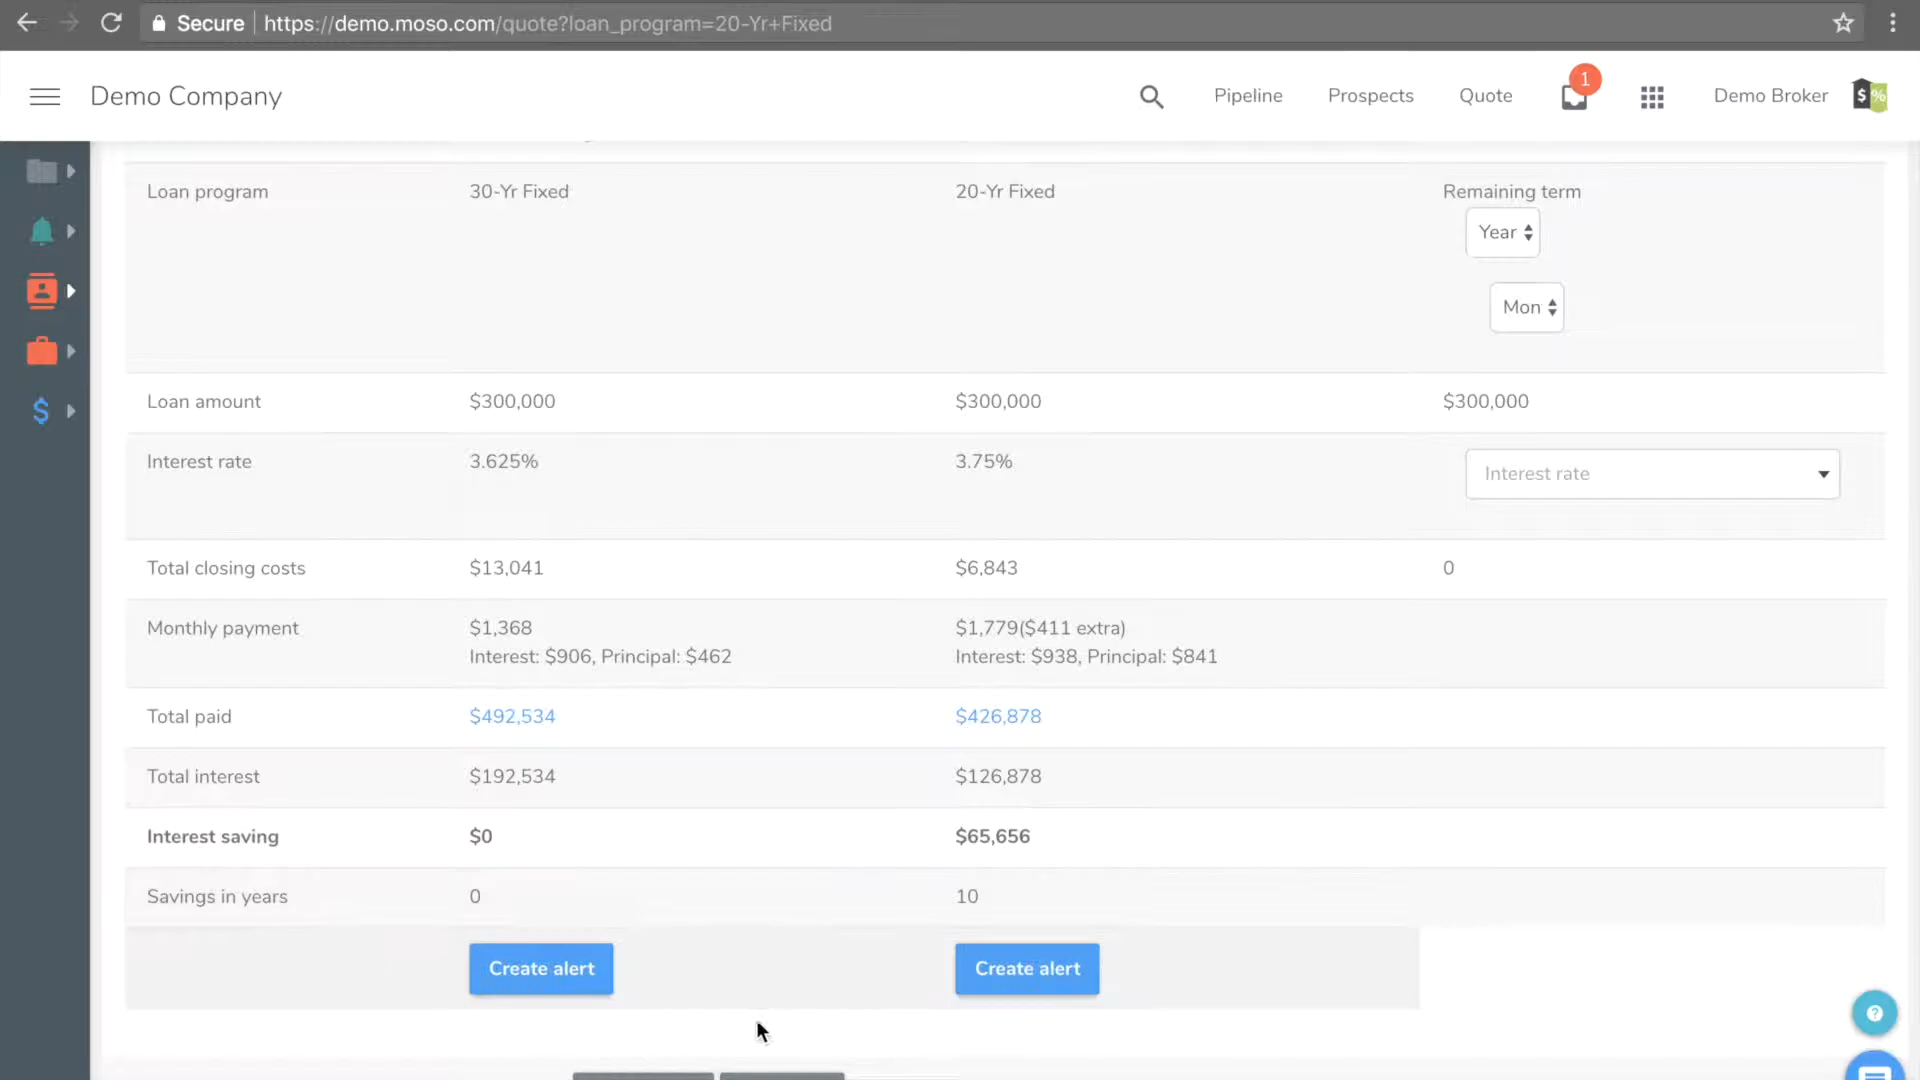 Secure https://demo.moso.com/quote?loan_program=20-Yr+Fixed
Demo Company Pipeline Prospects Quote 1 Demo Broker $ %
Loan program 30-Yr Fixed 20-Yr Fixed Remaining term
Year
Mon
Loan amount $300,000 $300,000 $300,000
Interest rate 3.625% 3.75% Interest rate
Total closing costs $13,041 $6,843 0
Monthly payment $1,368 $1,779($411 extra)
Interest: $906, Principal: $462 Interest: $938, Principal: $841
Total paid $492,534 $426,878
Total interest $192,534 $126,878
Interest saving $0 $65,656
Savings in years 0 10
Create alert Create alert
?